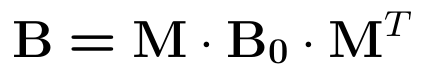 B = M · B₀ · Mᵀ